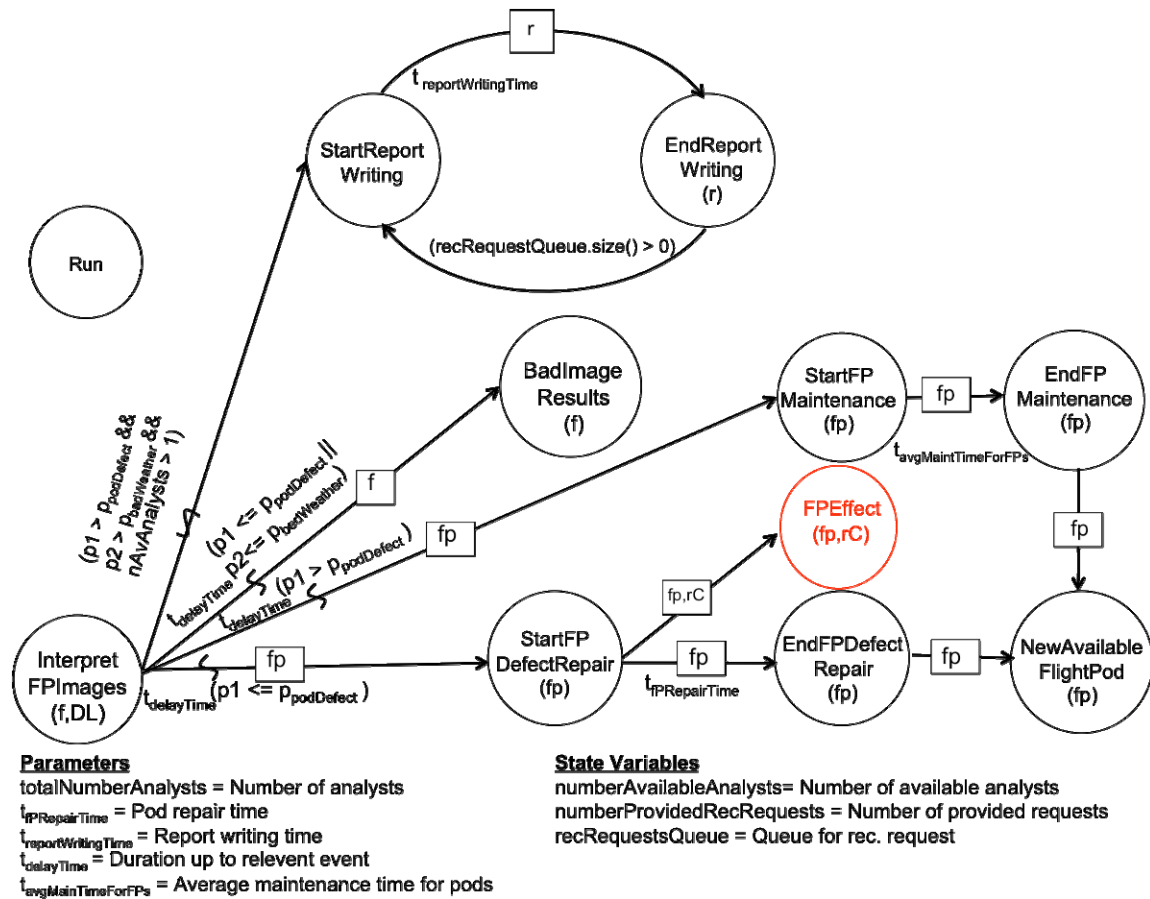 r
t reportWritingTime
StartReport
Writing
EndReport
Writing
(r)
(recRequestQueue.size() > 0)
Run
BadImage
Results
(f)
StartFP
Maintenance
(fp)
fp
EndFP
Maintenance
(fp)
t avgMaintTimeForFPs
(p1 > p podDefect &&
p2 > p badWeather &&
nAvAnalysts > 1)
f
(p1 <= p podDefect ||
p2<= p badWeather)
t delayTime
fp
(p1 > p podDefect )
t delayTime
FPEffect
(fp,rC)
fp
fp,rC
Interpret
FPImages
(f,DL)
fp
(p1 <= p podDefect )
t delayTime
StartFP
DefectRepair
(fp)
fp
t fPRepairTime
EndFPDefect
Repair
(fp)
fp
NewAvailable
FlightPod
(fp)
Parameters
totalNumberAnalysts = Number of analysts
t fPRepairTime = Pod repair time
t reportWritingTime = Report writing time
t delayTime = Duration up to relevent event
t avgMainTimeForFPs = Average maintenance time for pods
State Variables
numberAvailableAnalysts= Number of available analysts
numberProvidedRecRequests = Number of provided requests
recRequestsQueue = Queue for rec. request